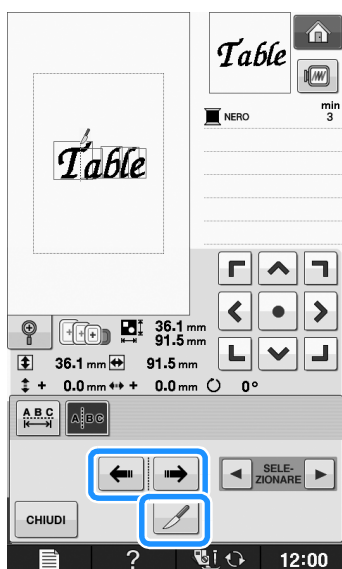 Table
min
NERO 3
Table
36.1 mm
91.5 mm
36.1 mm 91.5 mm
+ 0.0 mm + 0.0 mm 0°
A B C
A BC
SELE-
ZIONARE
CHIUDI
?
12:00